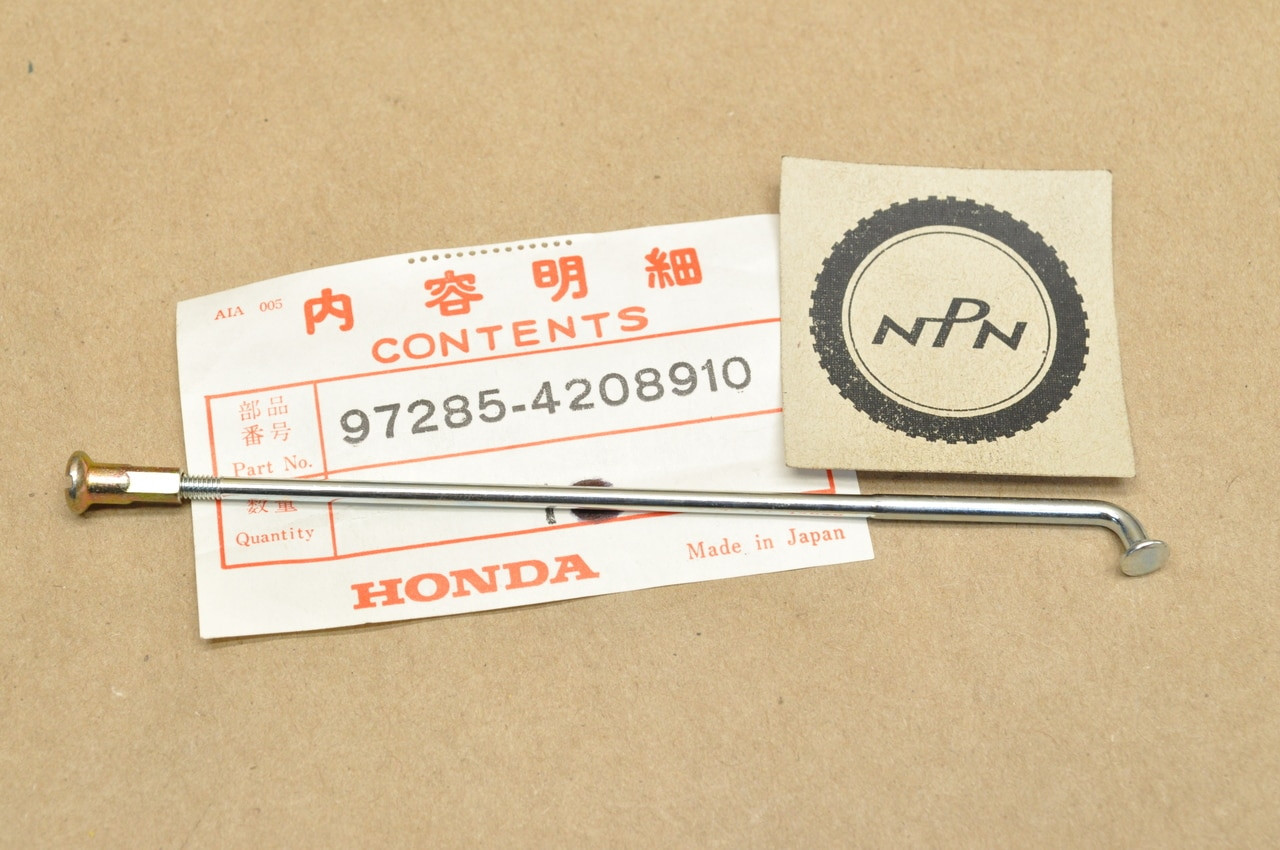 AIA 005
内容明細
CONTENTS
部品
番号
Part No.
97285-4208910
数量
Quantity
HONDA
Made in Japan
NPN